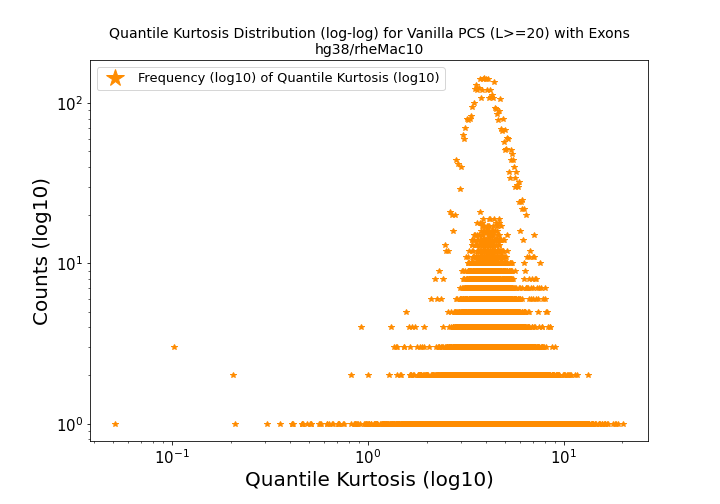 Quantile Kurtosis Distribution (log-log) for Vanilla PCS (L>=20) with Exons
hg38/rheMac10
Frequency (log10) of Quantile Kurtosis (log10)
Counts (log10)
10²
10¹
10⁰
10⁻¹
10⁰
10¹
Quantile Kurtosis (log10)